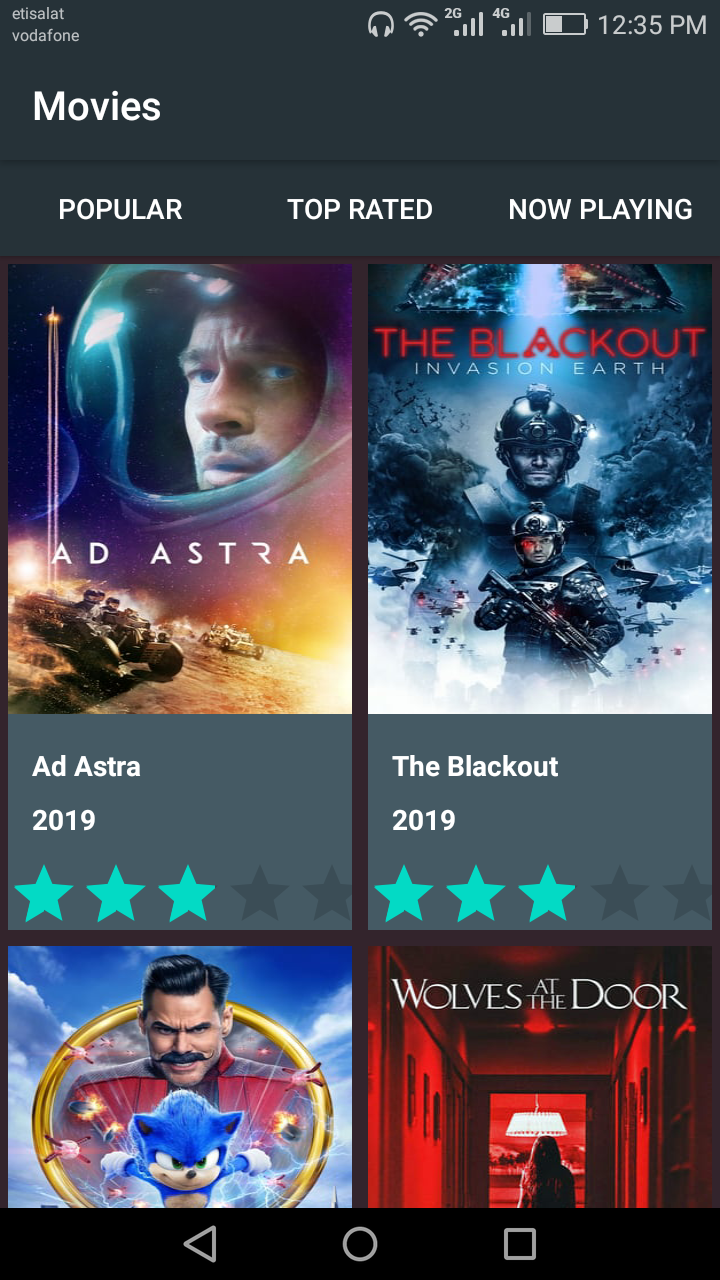 etisalat
vodafone
2G 4G 12:35 PM
Movies
POPULAR TOP RATED NOW PLAYING
AD ASTRA
THE BLACKOUT
INVASION EARTH
Ad Astra
2019
The Blackout
2019
WOLVES AT THE DOOR